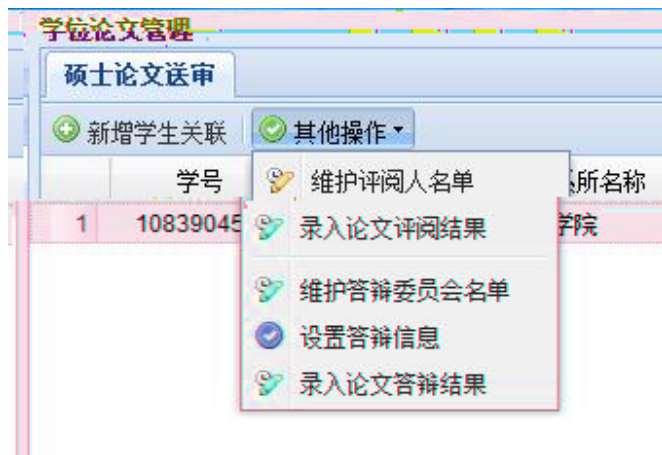 学位论文管理
硕士论文送审
新增学生关联 其他操作
学号 所名称
1 10839045 学院
维护评阅人名单
录入论文评阅结果
维护答辩委员会名单
设置答辩信息
录入论文答辩结果